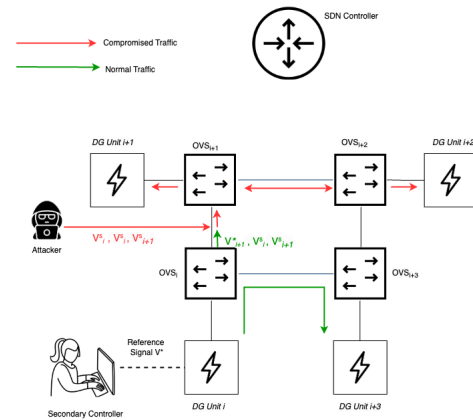 SDN Controller
Compromised Traffic
Normal Traffic
DG Unit i+1
OVSi+1
OVSi+2
DG Unit i+2
Attacker
Vsi , Vsi, Vsi+1
V*i+1 , Vsi, Vsi+1
OVSi
OVSi+3
Reference
Signal V*
DG Unit i
DG Unit i+3
Secondary Controller